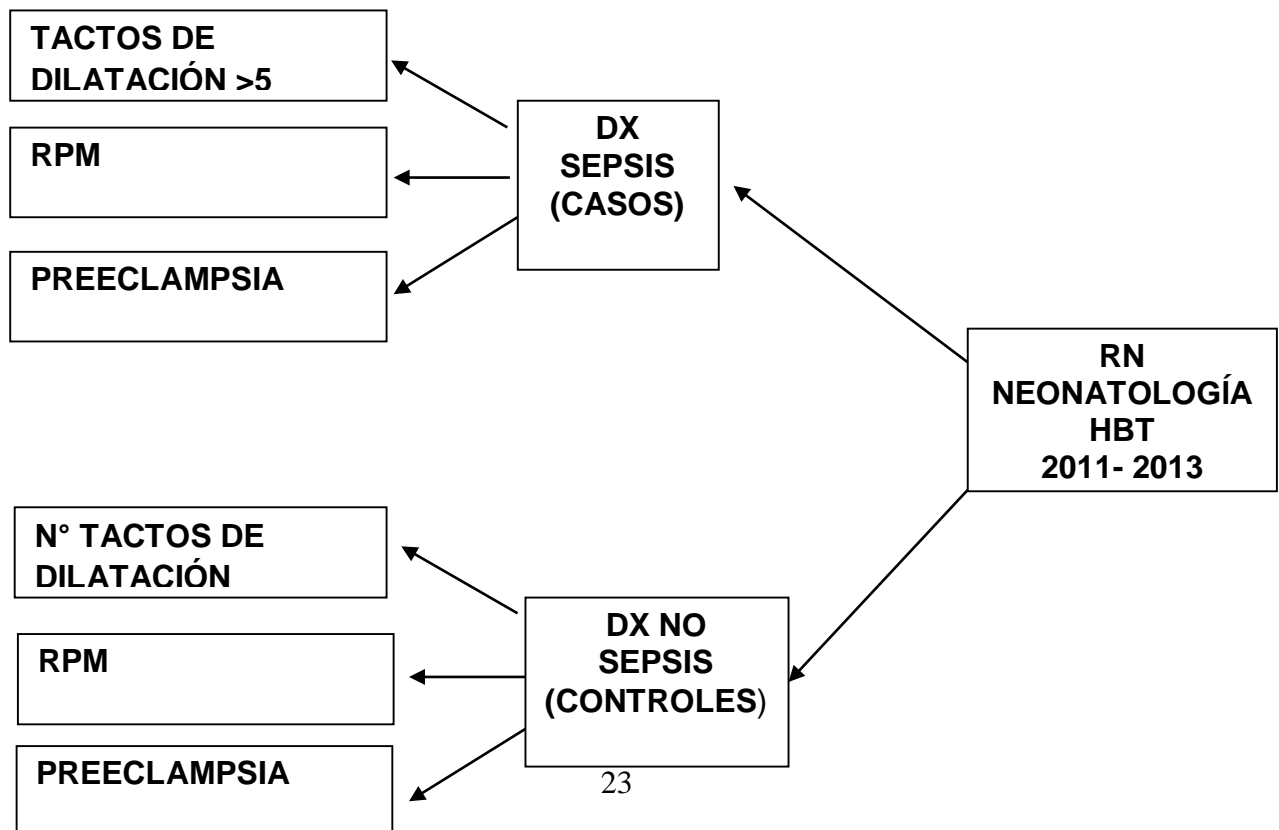 TACTOS DE
DILATACIÓN >5
RPM
PREECLAMPSIA
DX
SEPSIS
(CASOS)
RN
NEONATOLOGÍA
HBT
2011- 2013
N° TACTOS DE
DILATACIÓN
RPM
PREECLAMPSIA
DX NO
SEPSIS
(CONTROLES)
23